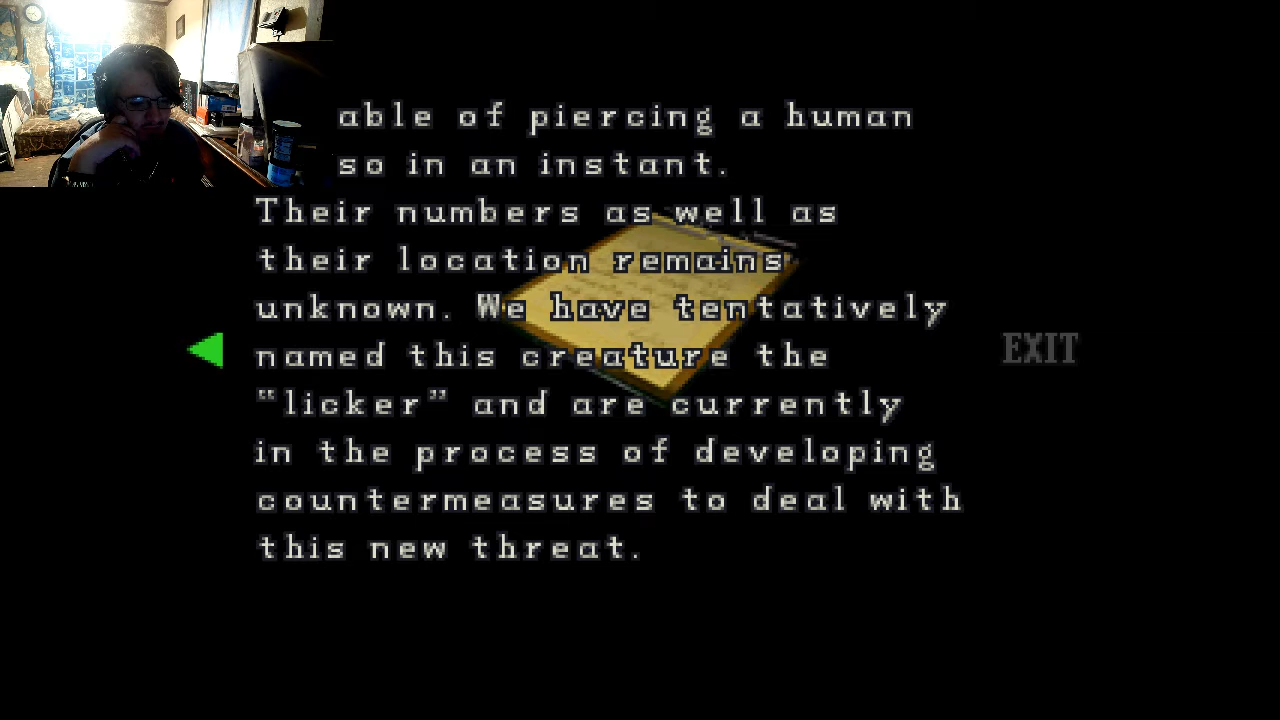 able of piercing a human
so in an instant.
Their numbers as well as
their location remains
unknown. We have tentatively
named this creature the
"licker" and are currently
in the process of developing
countermeasures to deal with
this new threat.
EXIT